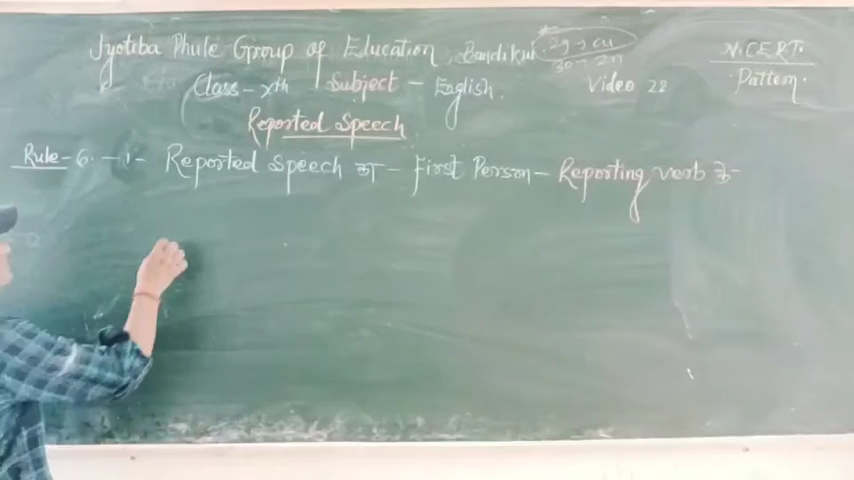 Jyotiba Phule Group of Education, Bandikui N.C.E.R.T.
Class - Xth Subject - English. Video 22 Pattern.
Reported Speech
Rule - 6. - 1 - Reported Speech का - First Person - Reporting verb के